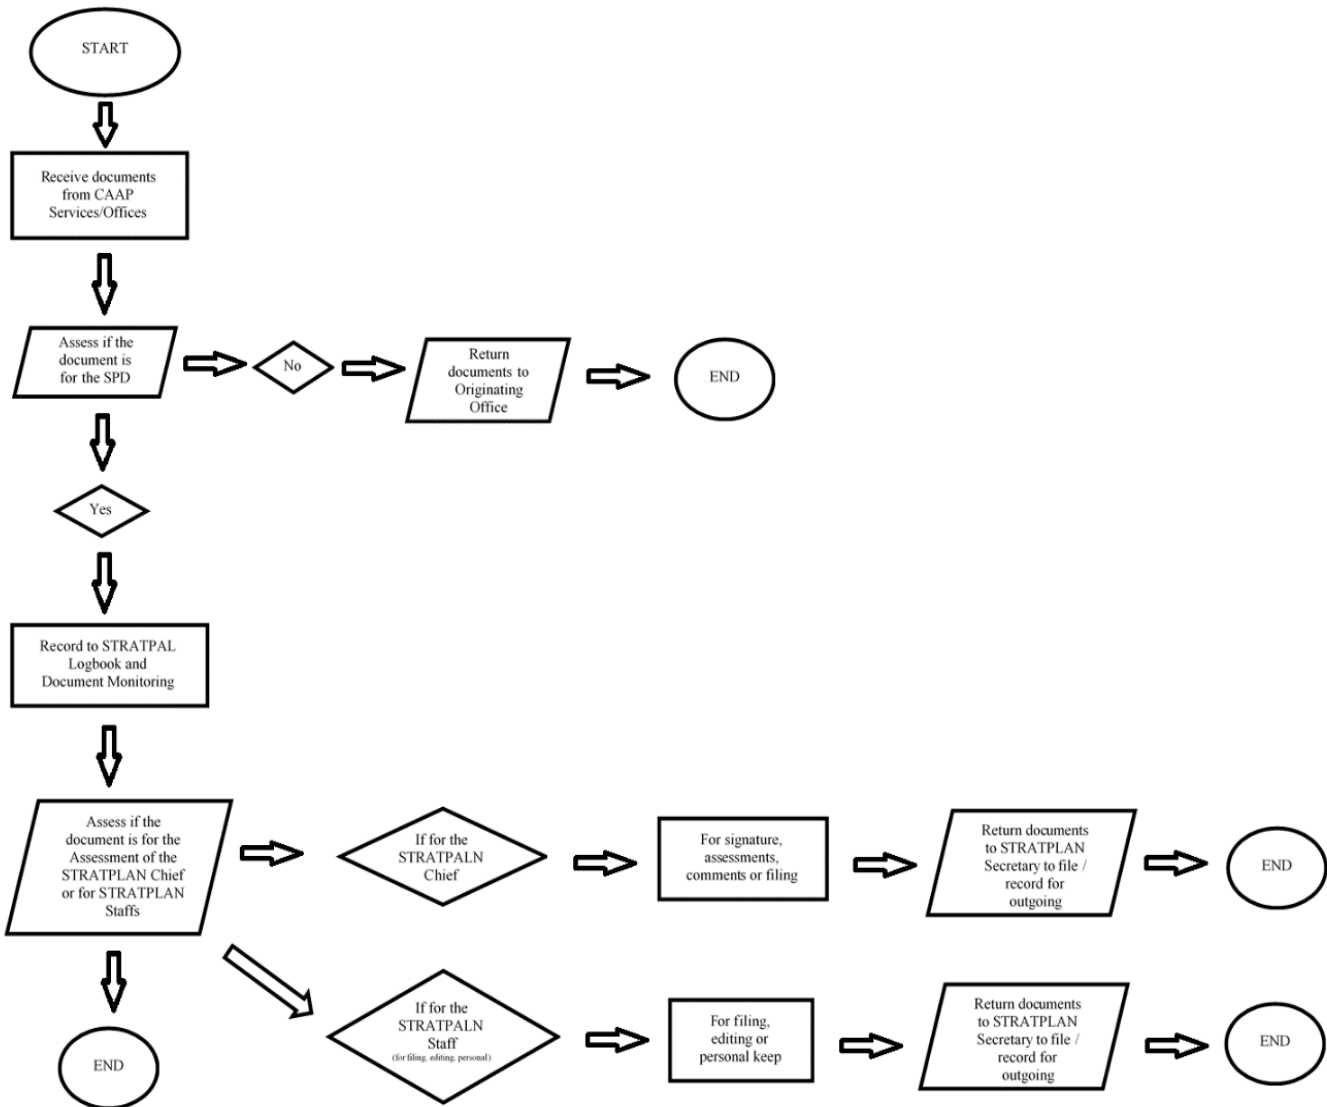 START
Receive documents
from CAAP
Services/Offices
Assess if the
document is
for the SPD
No
Return
documents to
Originating
Office
END
Yes
Record to STRATPAL
Logbook and
Document Monitoring
Assess if the
document is for the
Assessment of the
STRATPLAN Chief
or for STRATPLAN
Staffs
If for the
STRATPALN
Chief
For signature,
assessments,
comments or filing
Return documents
to STRATPLAN
Secretary to file /
record for
outgoing
END
If for the
STRATPALN
Staff
(for filing, editing, personal)
For filing,
editing or
personal keep
Return documents
to STRATPLAN
Secretary to file /
record for
outgoing
END
END